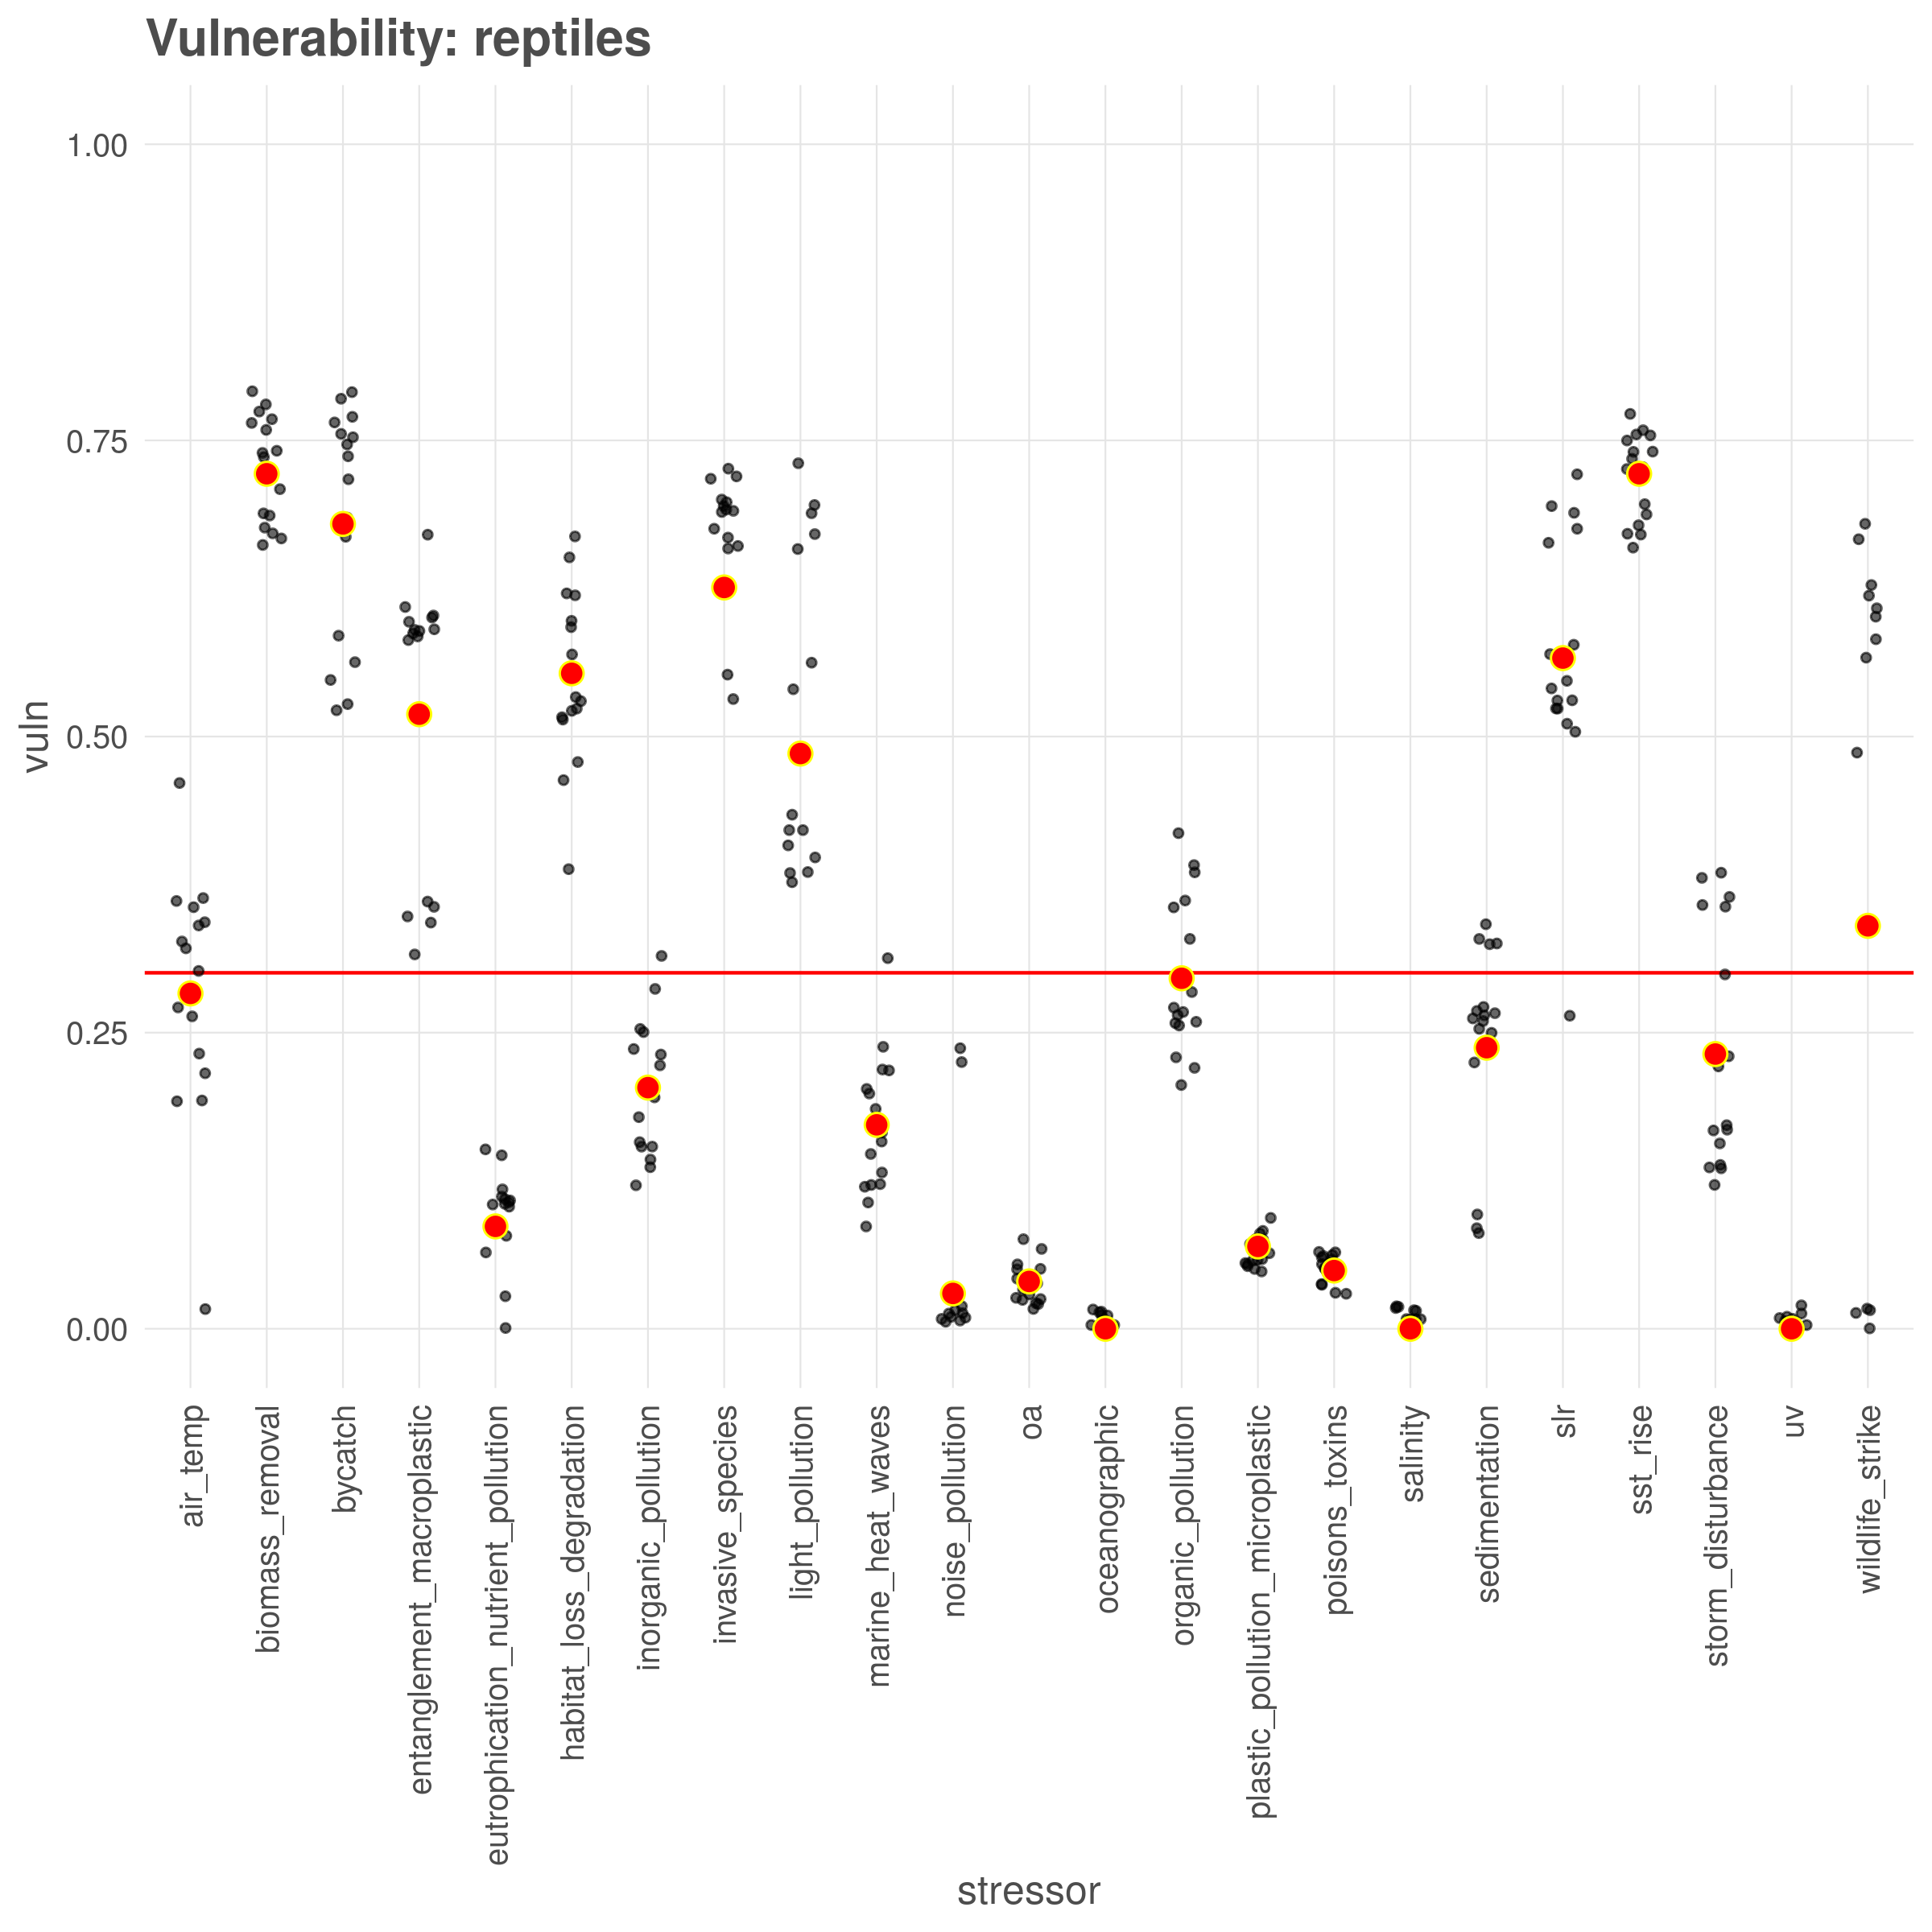 Vulnerability: reptiles
1.00
0.75
0.50
0.25
0.00
vuln
air_temp
biomass_removal
bycatch
entanglement_macroplastic
eutrophication_nutrient_pollution
habitat_loss_degradation
inorganic_pollution
invasive_species
light_pollution
marine_heat_waves
noise_pollution
oa
oceanographic
organic_pollution
plastic_pollution_microplastic
poisons_toxins
salinity
sedimentation
slr
sst_rise
storm_disturbance
uv
wildlife_strike
stressor